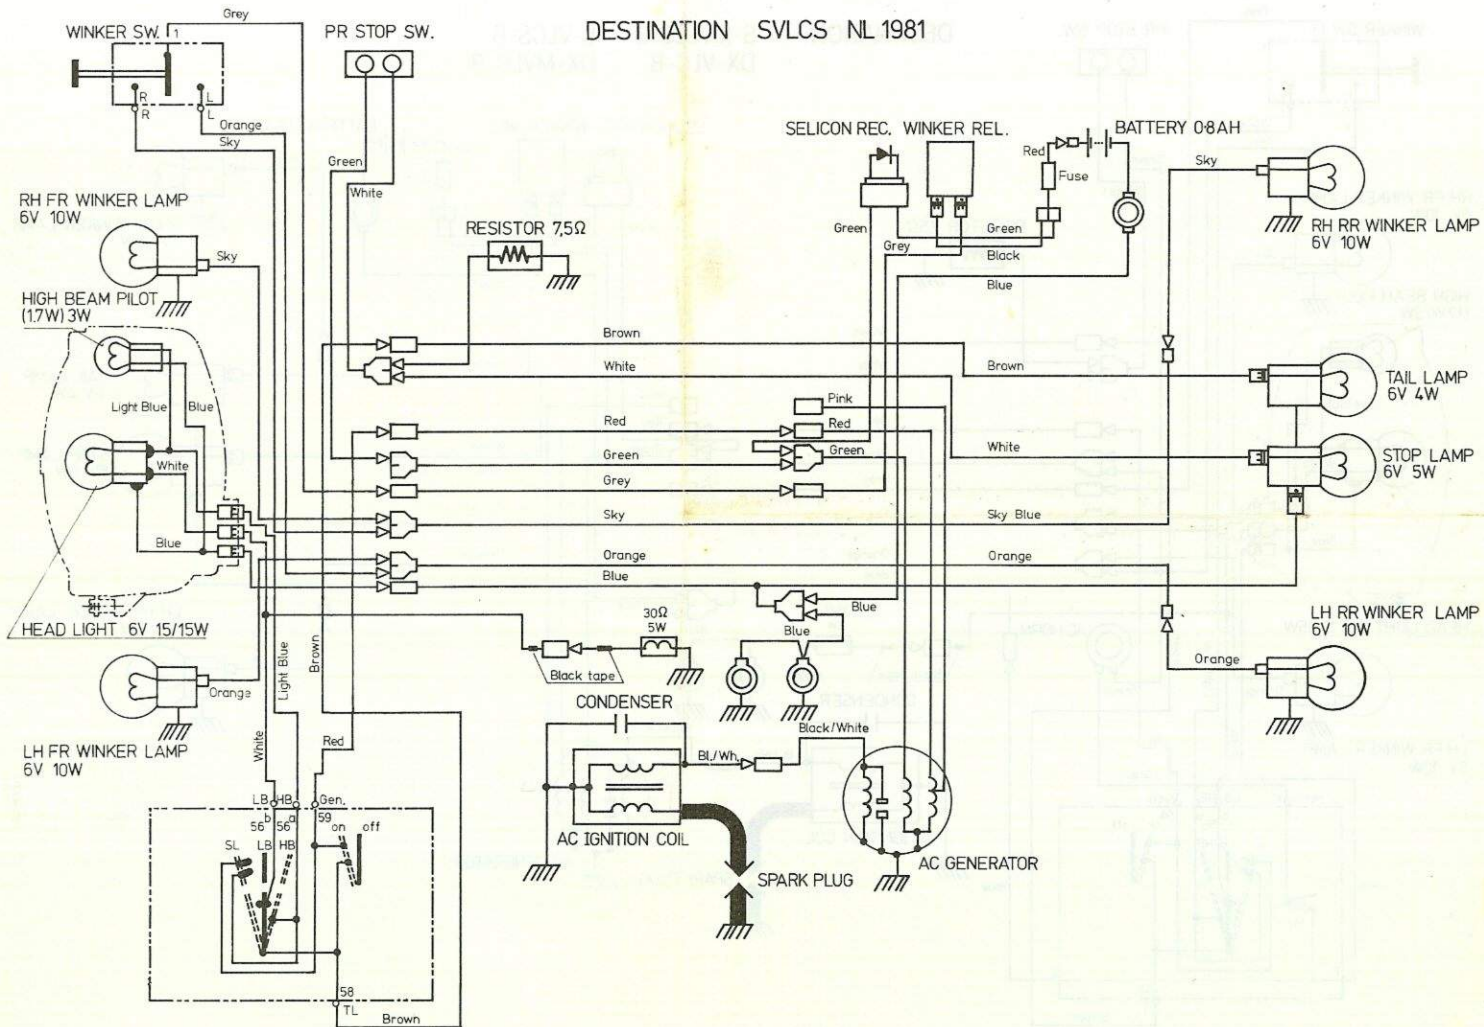 DESTINATION SVLCS NL 1981
Grey
WINKER SW.
1
PR STOP SW.
R
L
R
L
Orange
Sky
Green
White
SELICON REC.
WINKER REL.
BATTERY 0·8AH
Red
Fuse
Sky
RH FR WINKER LAMP
6V 10W
Sky
RESISTOR 7,5Ω
Green
Grey
Green
Black
Blue
RH RR WINKER LAMP
6V 10W
HIGH BEAM PILOT
(1.7W) 3W
Brown
White
Brown
TAIL LAMP
6V 4W
Light Blue
Blue
Pink
Red
Red
White
Green
Green
White
STOP LAMP
6V 5W
Grey
Sky
Sky Blue
Blue
Orange
Orange
Blue
Blue
HEAD LIGHT 6V 15/15W
30Ω
5W
Blue
LH RR WINKER LAMP
6V 10W
Light Blue
Brown
Black tape
Orange
Orange
CONDENSER
Black/White
LH FR WINKER LAMP
6V 10W
White
Red
Bl./Wh.
LB
HB
Gen.
b
a
56
56
59
on
off
SL
LB
HB
AC IGNITION COIL
AC GENERATOR
SPARK PLUG
58
TL
Brown